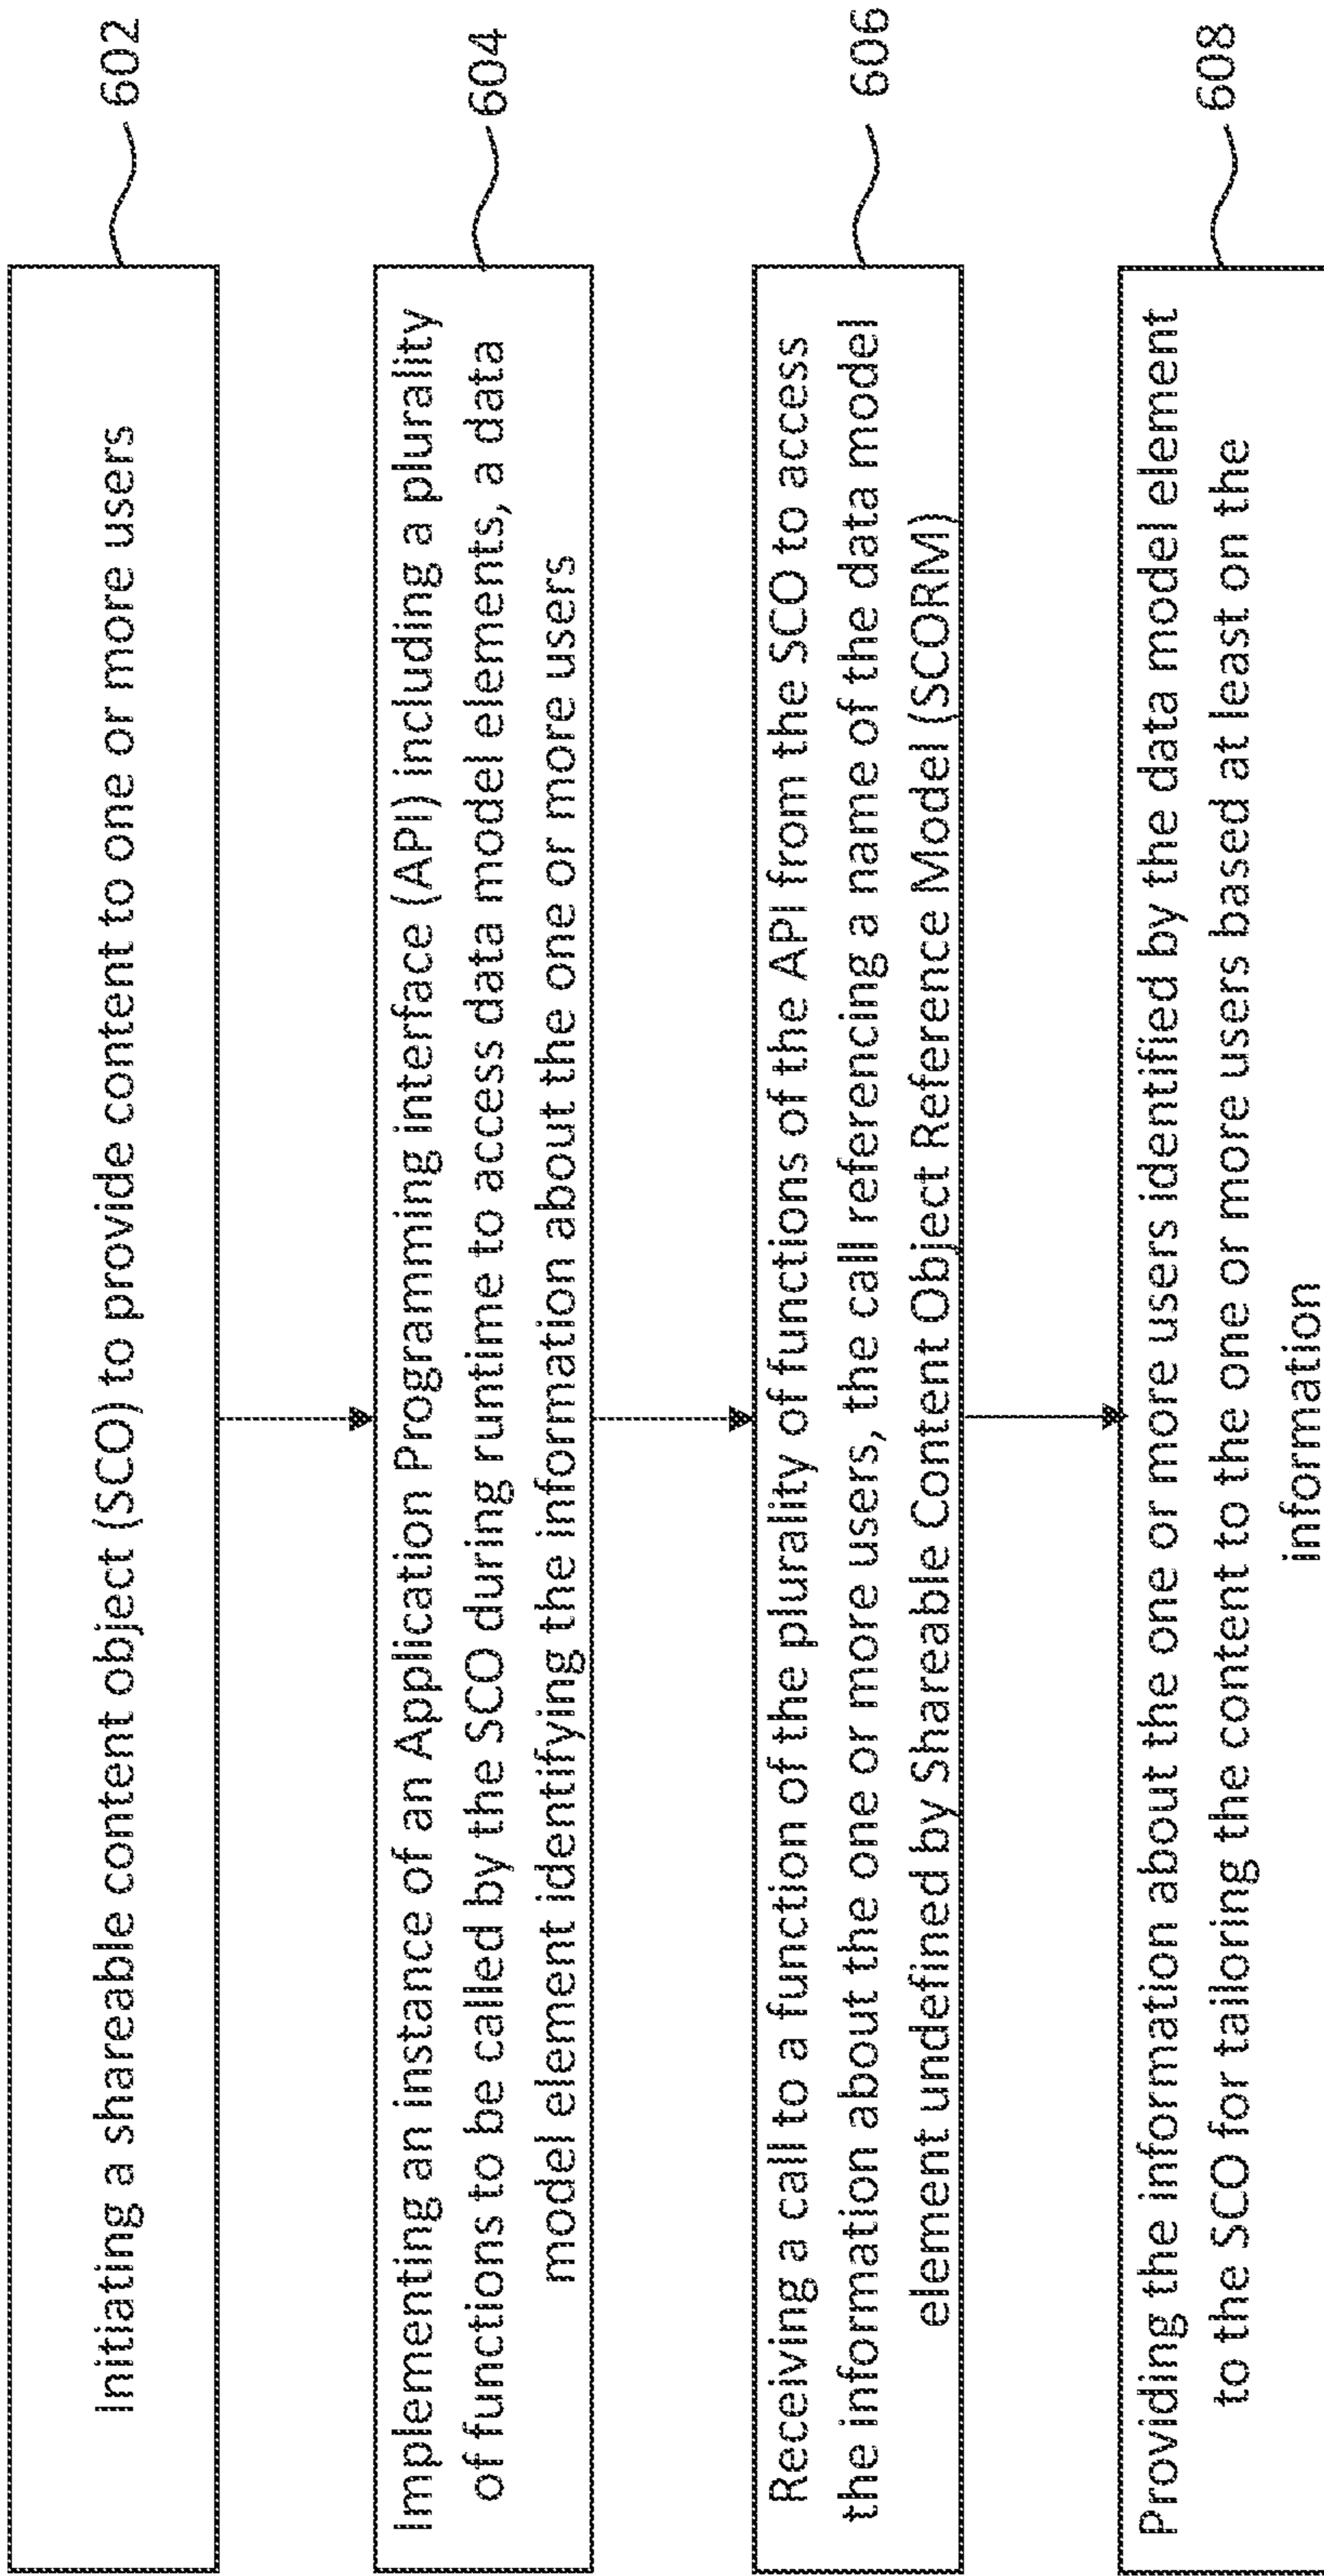 Initiating a shareable content object (SCO) to provide content to one or more users
602
Implementing an instance of an Application Programming interface (API) including a plurality
of functions to be called by the SCO during runtime to access data model elements, a data
model element identifying the information about the one or more users
604
Receiving a call to a function of the plurality of functions of the API from the SCO to access
the information about the one or more users, the call referencing a name of the data model
element undefined by Shareable Content Object Reference Model (SCORM)
606
Providing the information about the one or more users identified by the data model element
to the SCO for tailoring the content to the one or more users based at least on the
information
608